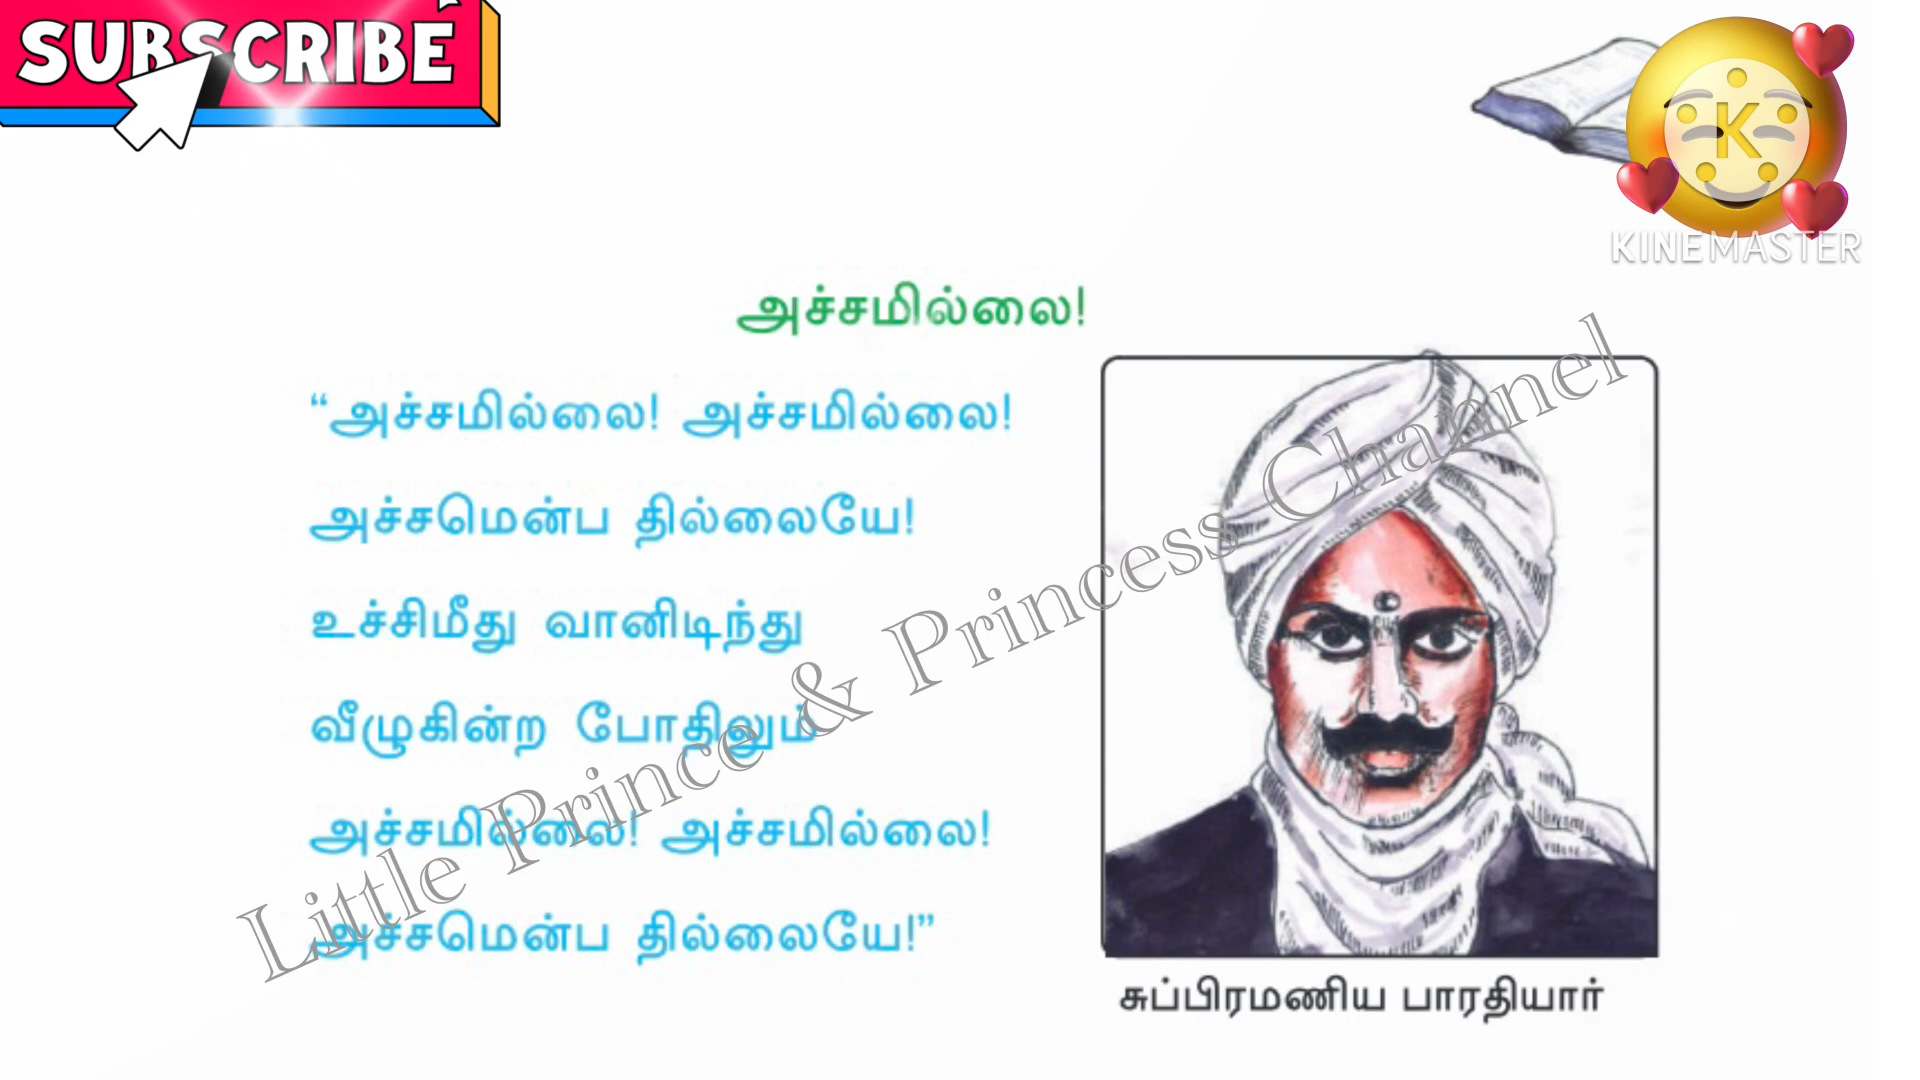 SUBSCRIBE
K
KINEMASTER
அச்சமில்லை!
“அச்சமில்லை! அச்சமில்லை!
அச்சமென்ப தில்லையே!
உச்சிமீது வானிடிந்து
வீழுகின்ற போதிலும்
அச்சமில்லை! அச்சமில்லை!
அச்சமென்ப தில்லையே!”
சுப்பிரமணிய பாரதியார்
Little Prince & Princess Channel